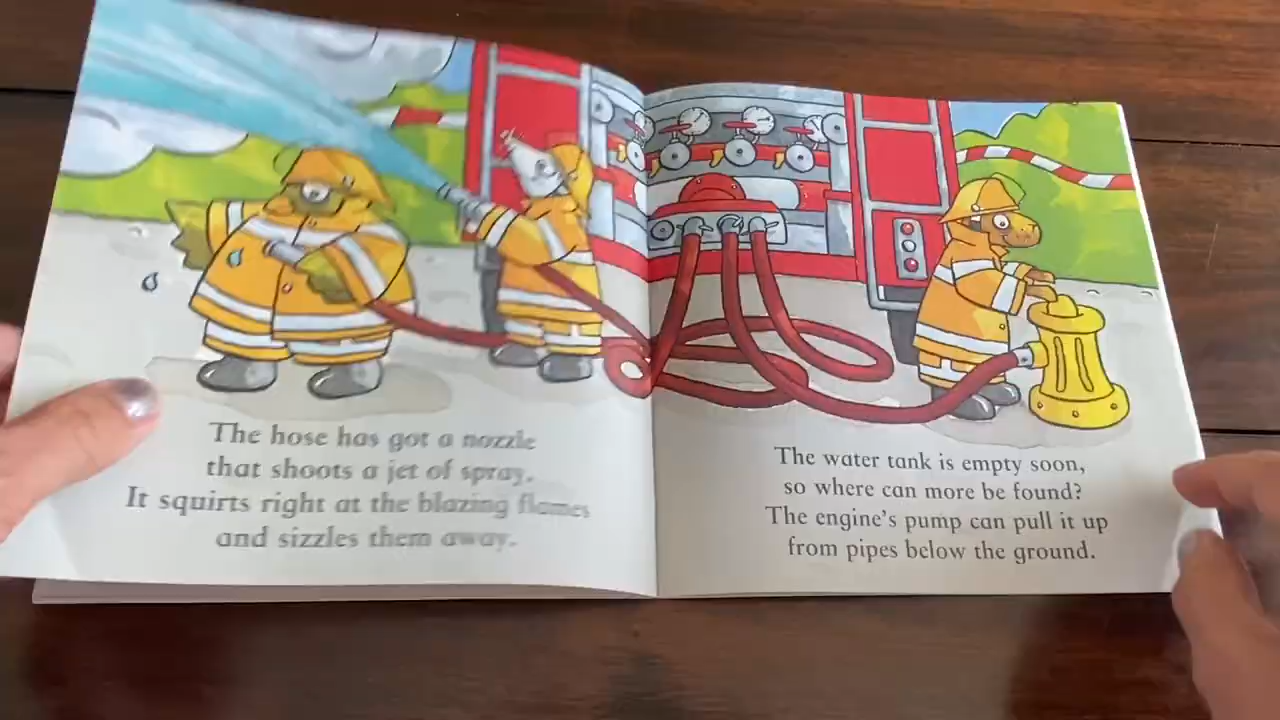 The hose has got a nozzle
that shoots a jet of spray.
It squirts right at the blazing flames
and sizzles them away.
The water tank is empty soon,
so where can more be found?
The engine's pump can pull it up
from pipes below the ground.